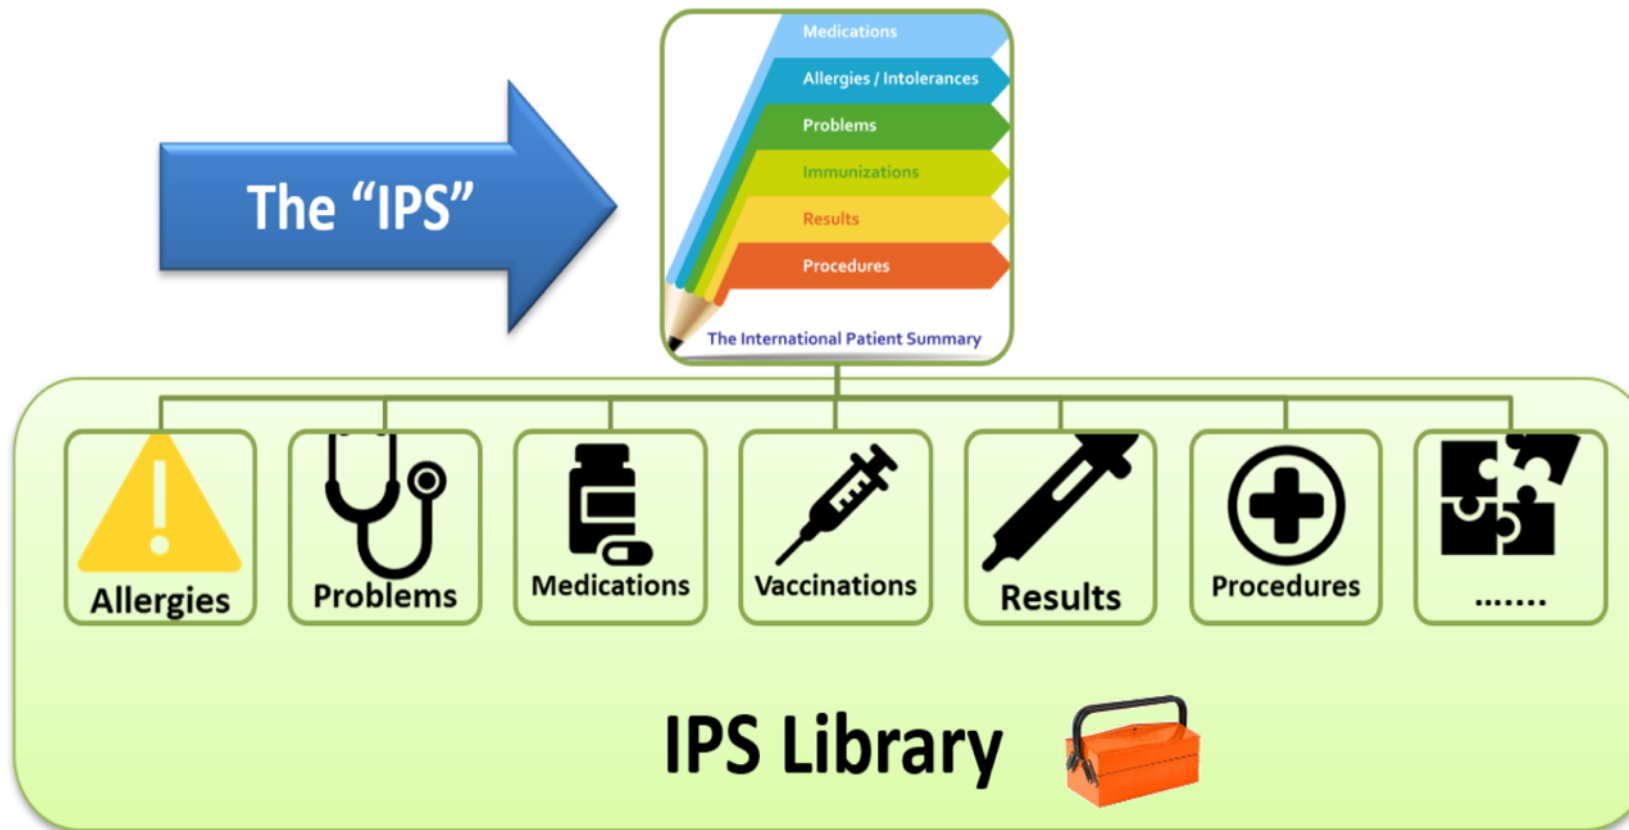 The “IPS”
Medications
Allergies / Intolerances
Problems
Immunizations
Results
Procedures
The International Patient Summary
Allergies
Problems
Medications
Vaccinations
Results
Procedures
.......
IPS Library